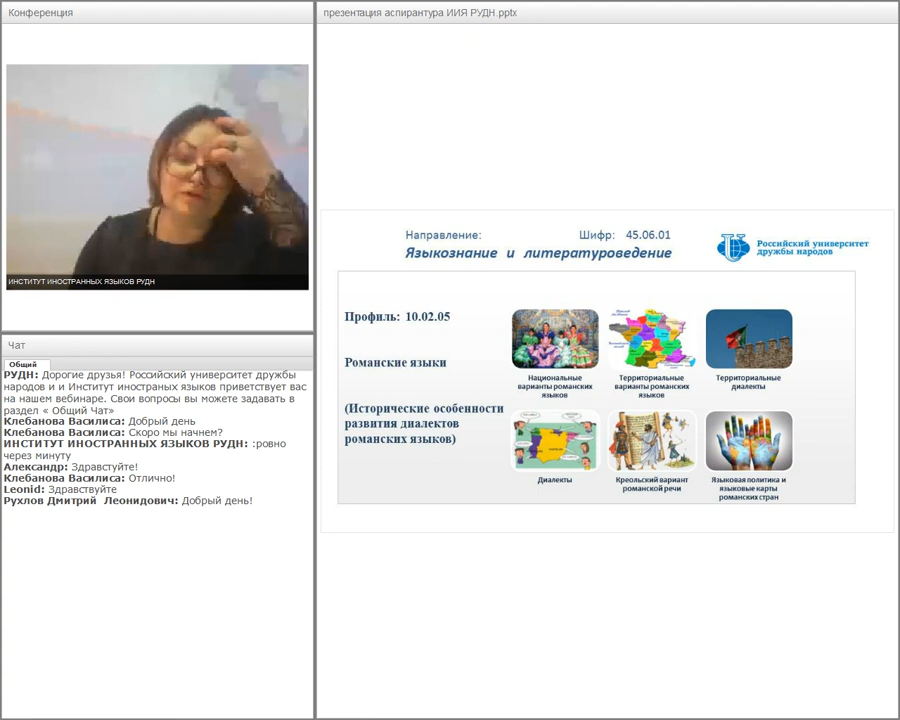 Конференция
ИНСТИТУТ ИНОСТРАННЫХ ЯЗЫКОВ РУДН
Чат
Общий
РУДН: Дорогие друзья! Российский университет дружбы
народов и и Институт иностраных языков приветствует вас
на нашем вебинаре. Свои вопросы вы можете задавать в
раздел « Общий Чат»
Клебанова Василиса: Добрый день
Клебанова Василиса: Скоро мы начнем?
ИНСТИТУТ ИНОСТРАННЫХ ЯЗЫКОВ РУДН: :ровно
через минуту
Александр: Здравстуйте!
Клебанова Василиса: Отлично!
Leonid: Здравствуйте
Рухлов Дмитрий Леонидович: Добрый день!
презентация аспирантура ИИЯ РУДН.pptx
Направление: Шифр: 45.06.01
Языкознание и литературоведение
Российский университет
дружбы народов
Профиль: 10.02.05
Романские языки
(Исторические особенности
развития диалектов
романских языков)
Национальные
варианты романских
языков
Территориальные
варианты романских
языков
Территориальные
диалекты
Диалекты
Креольский вариант
романской речи
Языковая политика и
языковые карты
романских стран